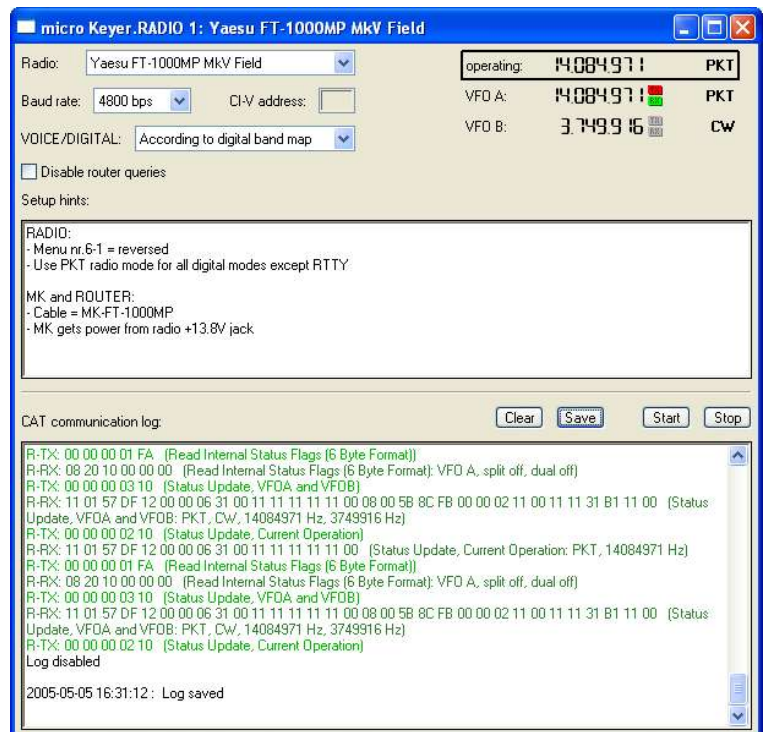 micro Keyer.RADIO 1: Yaesu FT-1000MP MkV Field
Radio: Yaesu FT-1000MP MkV Field
operating: 14.084.971 PKT
Baud rate: 4800 bps CI-V address:
VFO A: 14.084.971 PKT
VOICE/DIGITAL: According to digital band map
VFO B: 3.749.916 CW
Disable router queries
Setup hints:
RADIO:
- Menu nr.6-1 = reversed
- Use PKT radio mode for all digital modes except RTTY
MK and ROUTER:
- Cable = MK-FT-1000MP
- MK gets power from radio +13.8V jack
CAT communication log: Clear Save Start Stop
R-TX: 00 00 00 01 FA (Read Internal Status Flags (6 Byte Format))
R-RX: 08 20 10 00 00 00 (Read Internal Status Flags (6 Byte Format): VFO A, split off, dual off)
R-TX: 00 00 00 03 10 (Status Update, VFOA and VFOB)
R-RX: 11 01 57 DF 12 00 00 06 31 00 11 11 11 11 11 00 08 00 5B 8C FB 00 00 02 11 00 11 11 31 B1 11 00 (Status
Update, VFOA and VFOB: PKT, CW, 14084971 Hz, 3749916 Hz)
R-TX: 00 00 00 02 10 (Status Update, Current Operation)
R-RX: 11 01 57 DF 12 00 00 06 31 00 11 11 11 11 11 00 (Status Update, Current Operation: PKT, 14084971 Hz)
R-TX: 00 00 00 01 FA (Read Internal Status Flags (6 Byte Format))
R-RX: 08 20 10 00 00 00 (Read Internal Status Flags (6 Byte Format): VFO A, split off, dual off)
R-TX: 00 00 00 03 10 (Status Update, VFOA and VFOB)
R-RX: 11 01 57 DF 12 00 00 06 31 00 11 11 11 11 11 00 08 00 5B 8C FB 00 00 02 11 00 11 11 31 B1 11 00 (Status
Update, VFOA and VFOB: PKT, CW, 14084971 Hz, 3749916 Hz)
R-TX: 00 00 00 02 10 (Status Update, Current Operation)
Log disabled
2005-05-05 16:31:12 : Log saved